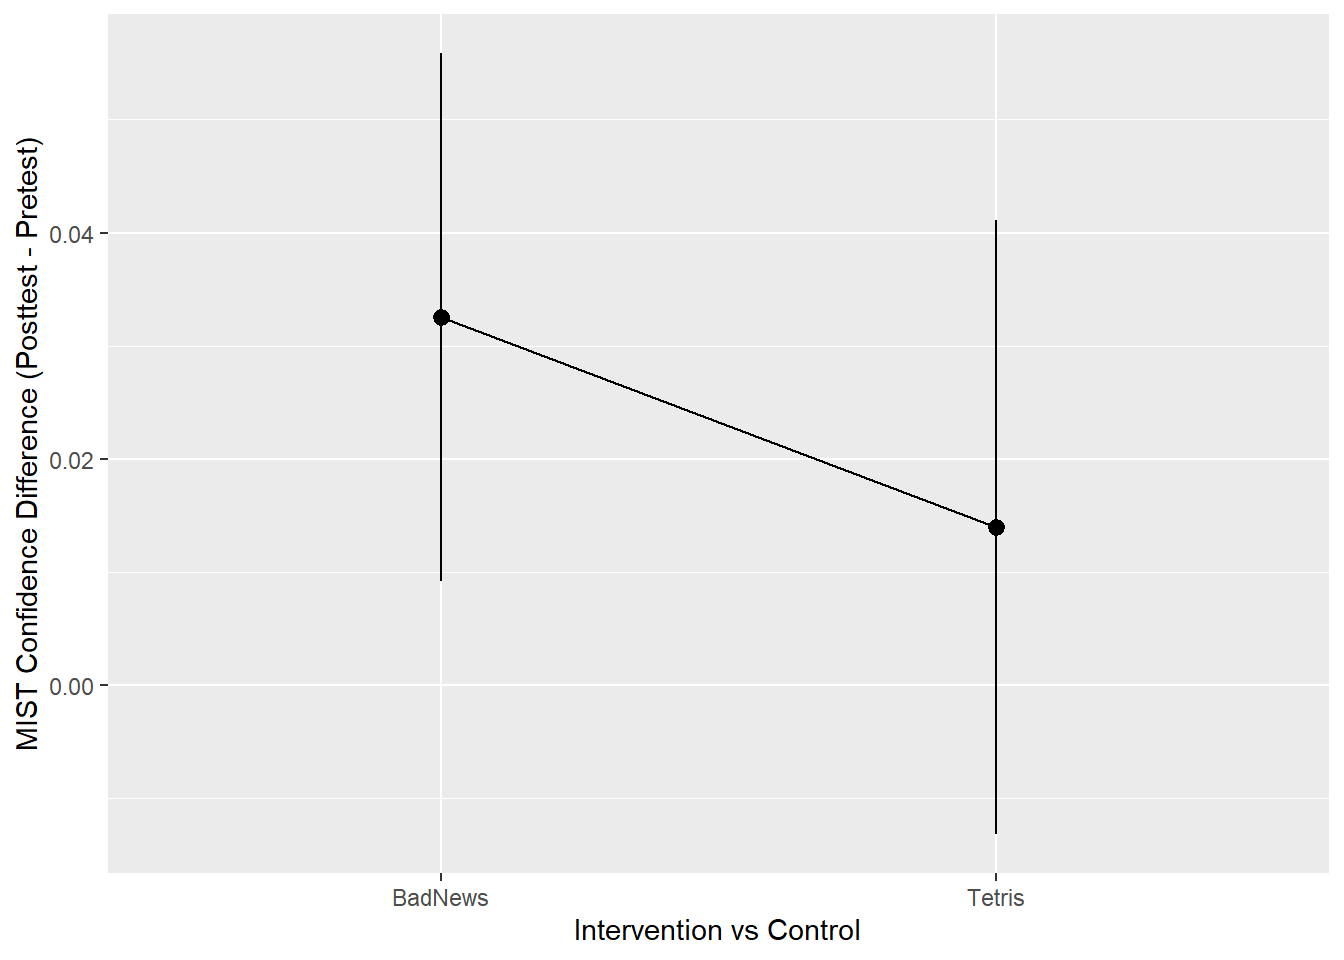 MIST Confidence Difference (Posttest - Pretest)
0.04
0.02
0.00
BadNews
Tetris
Intervention vs Control